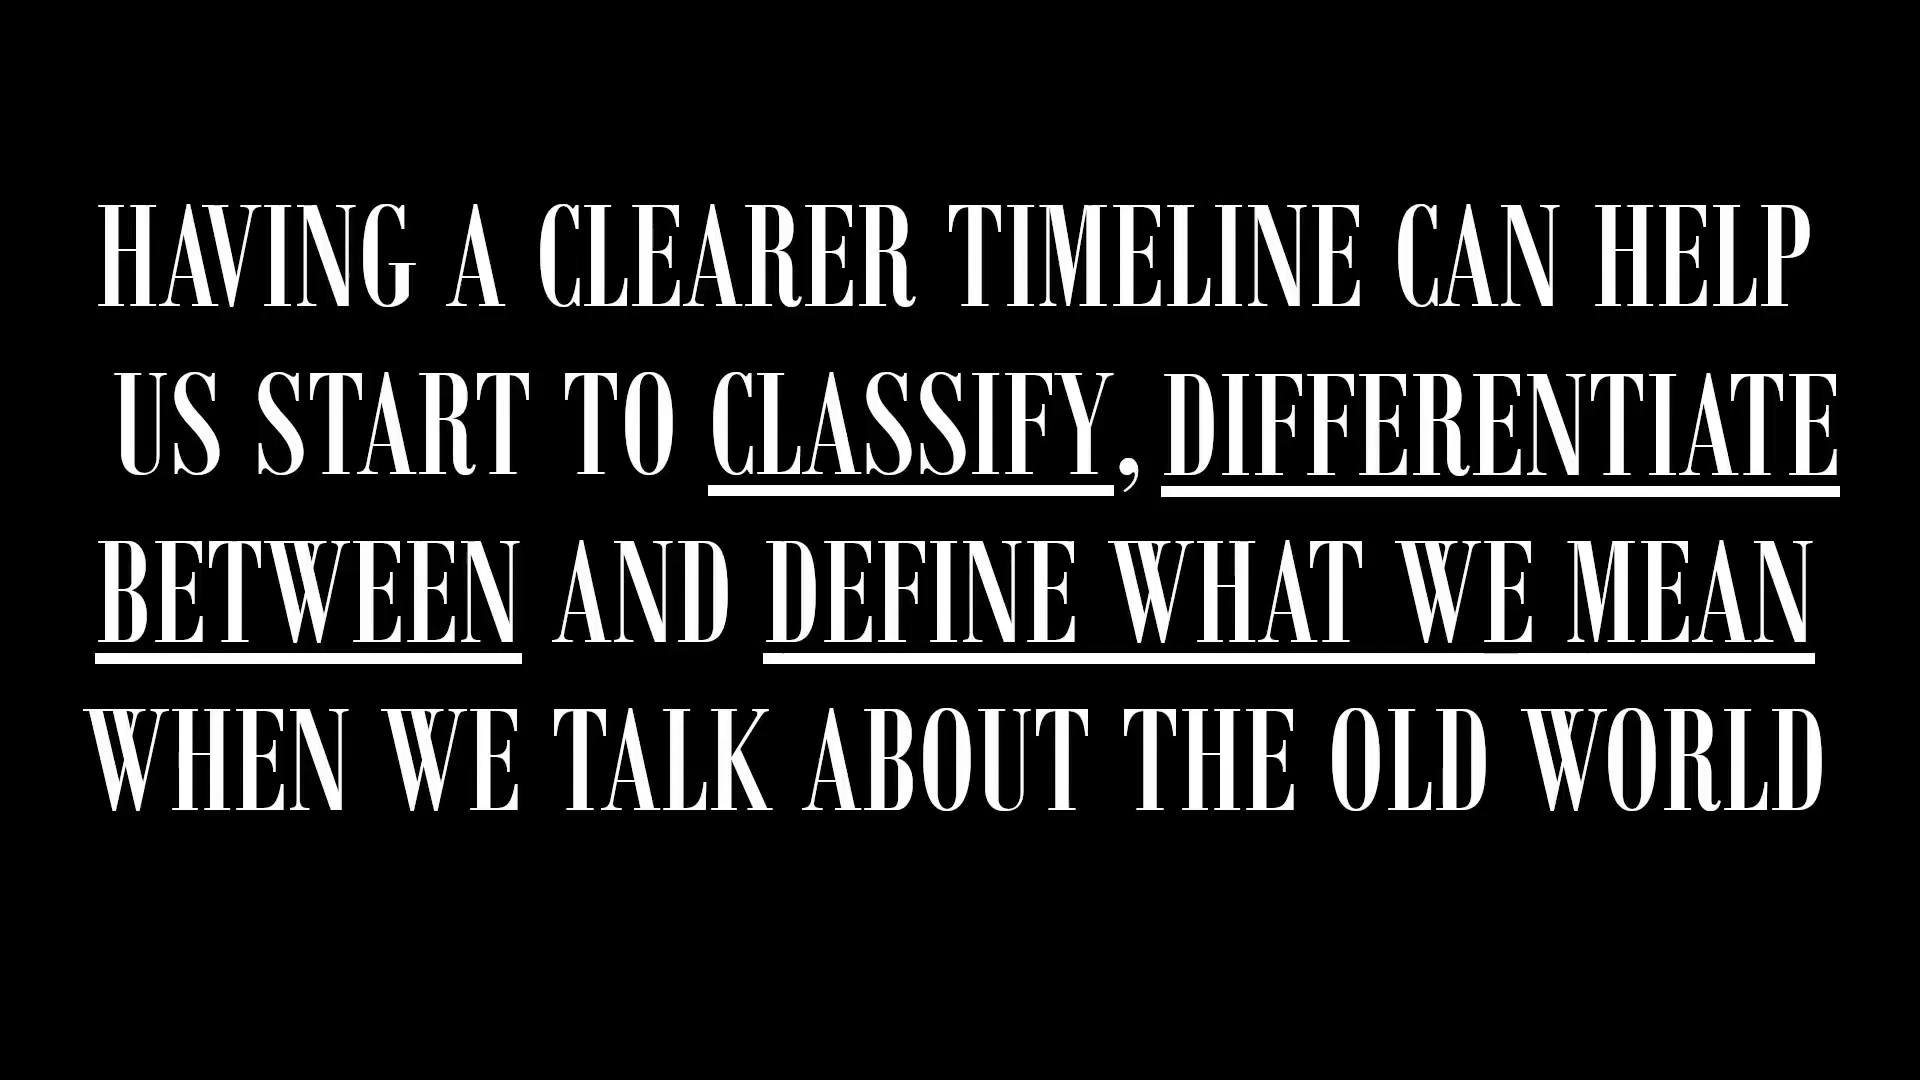 HAVING A CLEARER TIMELINE CAN HELP
US START TO CLASSIFY, DIFFERENTIATE
BETWEEN AND DEFINE WHAT WE MEAN
WHEN WE TALK ABOUT THE OLD WORLD